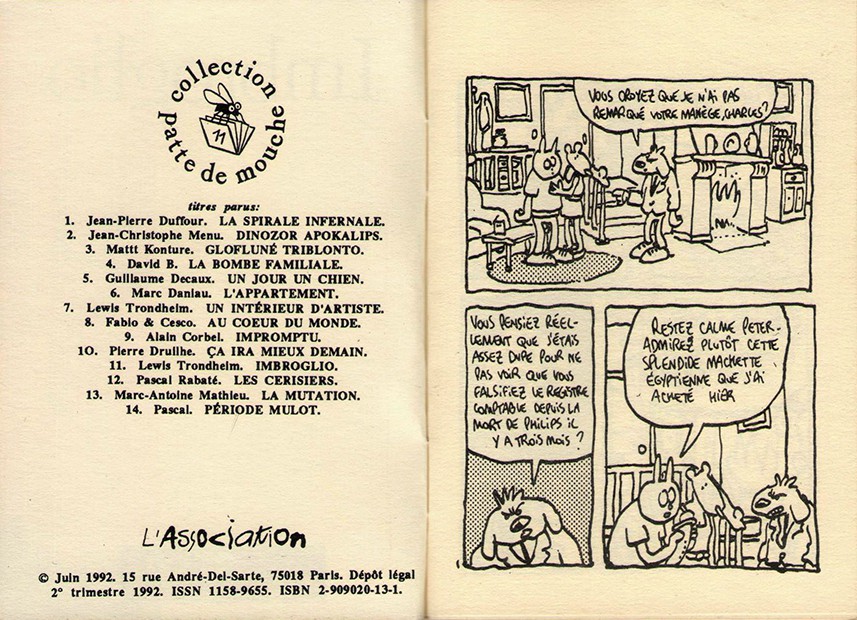 collection
patte de mouche
11
titres parus:
1. Jean-Pierre Duffour. LA SPIRALE INFERNALE.
2. Jean-Christophe Menu. DINOZOR APOKALIPS.
3. Mattt Konture. GLOFLUNÉ TRIBLONTO.
4. David B. LA BOMBE FAMILIALE.
5. Guillaume Decaux. UN JOUR UN CHIEN.
6. Marc Daniau. L'APPARTEMENT.
7. Lewis Trondheim. UN INTÉRIEUR D'ARTISTE.
8. Fabio & Cesco. AU COEUR DU MONDE.
9. Alain Corbel. IMPROMPTU.
10. Pierre Druilhe. ÇA IRA MIEUX DEMAIN.
11. Lewis Trondheim. IMBROGLIO.
12. Pascal Rabaté. LES CERISIERS.
13. Marc-Antoine Mathieu. LA MUTATION.
14. Pascal. PÉRIODE MULOT.
L'ASSOCIATION
© Juin 1992. 15 rue André-Del-Sarte, 75018 Paris. Dépôt légal
2° trimestre 1992. ISSN 1158-9655. ISBN 2-909020-13-1.
VOUS CROYEZ QUE JE N'AI PAS
REMARQUÉ VOTRE MANÈGE, CHARLES?
VOUS PENSIEZ RÉEL-
LEMENT QUE J'ÉTAIS
ASSEZ DUPE POUR NE
PAS VOIR QUE VOUS
FALSIFIEZ LE REGISTRE
COMPTABLE DEPUIS LA
MORT DE PHILIPS IL
Y A TROIS MOIS ?
RESTEZ CALME PETER.
ADMIREZ PLUTÔT CETTE
SPLENDIDE MACHETTE
ÉGYPTIENNE QUE J'AI
ACHETÉ HIER